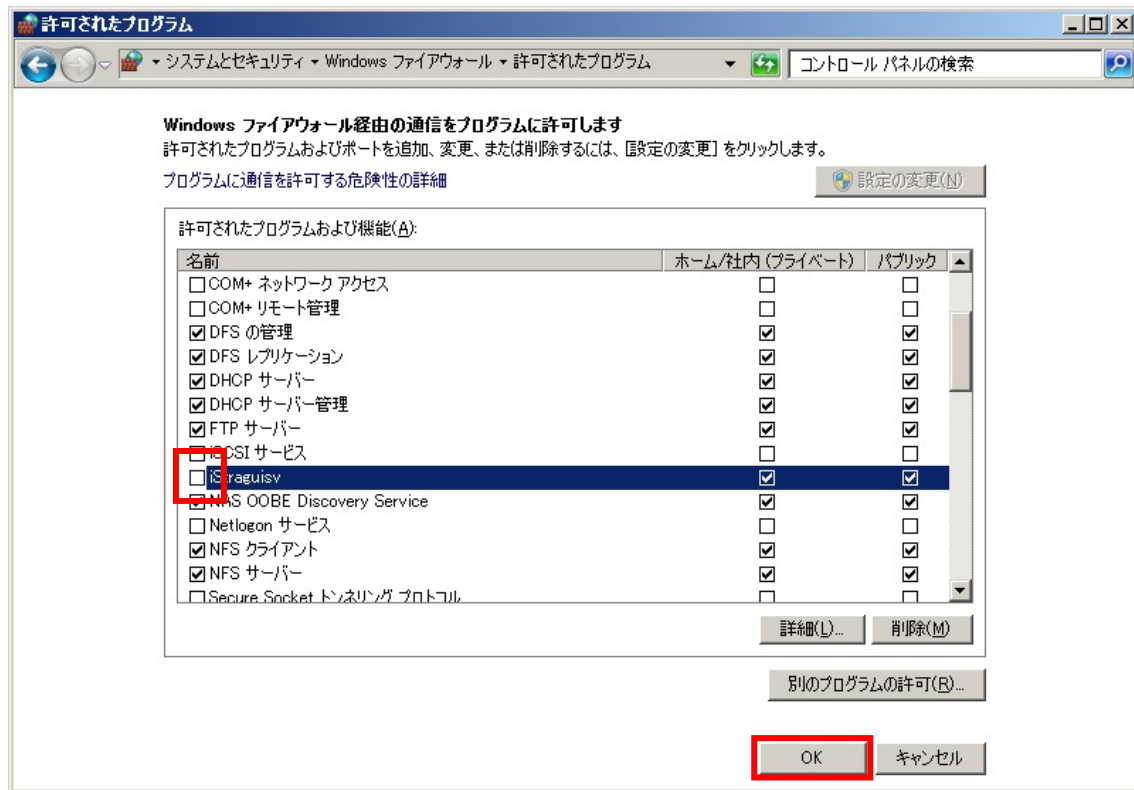 許可されたプログラム
システムとセキュリティ Windows ファイアウォール 許可されたプログラム コントロール パネルの検索
Windows ファイアウォール経由の通信をプログラムに許可します
許可されたプログラムおよびポートを追加、変更、または削除するには、[設定の変更] をクリックします。
プログラムに通信を許可する危険性の詳細 設定の変更(N)
許可されたプログラムおよび機能(A):
名前 ホーム/社内 (プライベート) パブリック
COM+ ネットワーク アクセス
COM+ リモート管理
DFS の管理
DFS レプリケーション
DHCP サーバー
DHCP サーバー管理
FTP サーバー
iSCSI サービス
iStraguisv
NAS OOBE Discovery Service
Netlogon サービス
NFS クライアント
NFS サーバー
Secure Socket トンネリング プロトコル
詳細(L)... 削除(M)
別のプログラムの許可(R)...
OK キャンセル